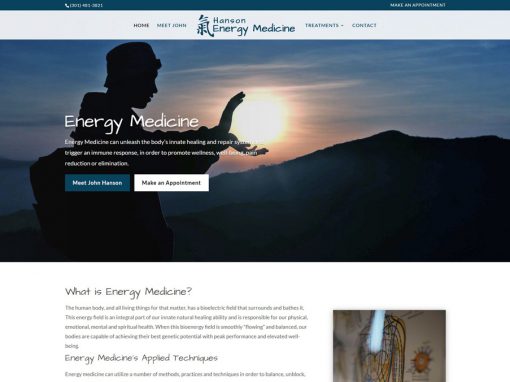 (301) 401-3821
MAKE AN APPOINTMENT
HOME MEET JOHN 氣 Hanson Energy Medicine TREATMENTS CONTACT
Energy Medicine
Energy Medicine can unleash the body's innate healing and repair systems,
trigger an immune response, in order to promote wellness, well-being, pain
reduction or elimination.
Meet John Hanson
Make an Appointment
What is Energy Medicine?
The human body, and all living things for that matter, has a bioelectric field that surrounds and bathes it.
This energy field is an integral part of our innate natural healing ability and is responsible for our physical,
emotional, mental and spiritual health. When this bioenergy field is smoothly "flowing" and balanced, our
bodies are capable of achieving their best genetic potential with peak performance and elevated well-
being.
Energy Medicine's Applied Techniques
Energy medicine can utilize a number of methods, practices and techniques in order to balance, unblock,